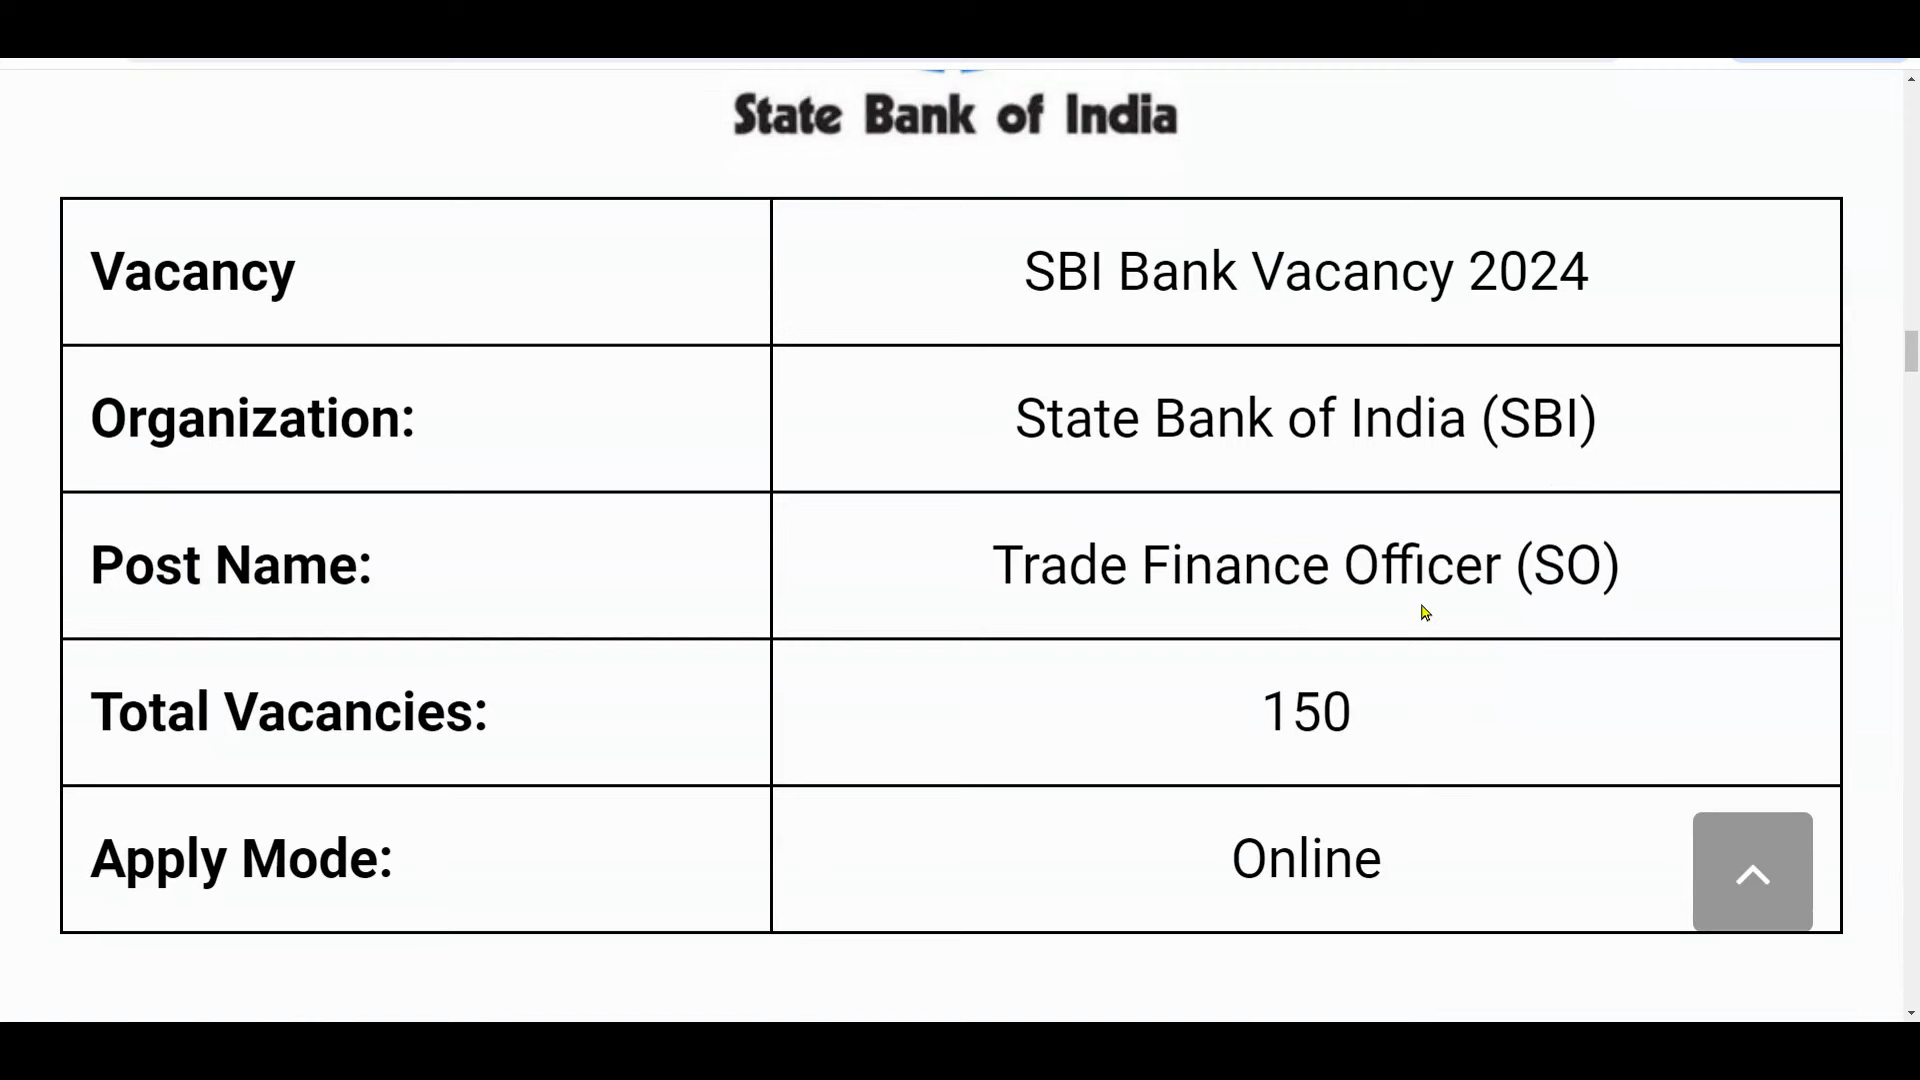 State Bank of India
Vacancy
SBI Bank Vacancy 2024
Organization:
State Bank of India (SBI)
Post Name:
Trade Finance Officer (SO)
Total Vacancies:
150
Apply Mode:
Online